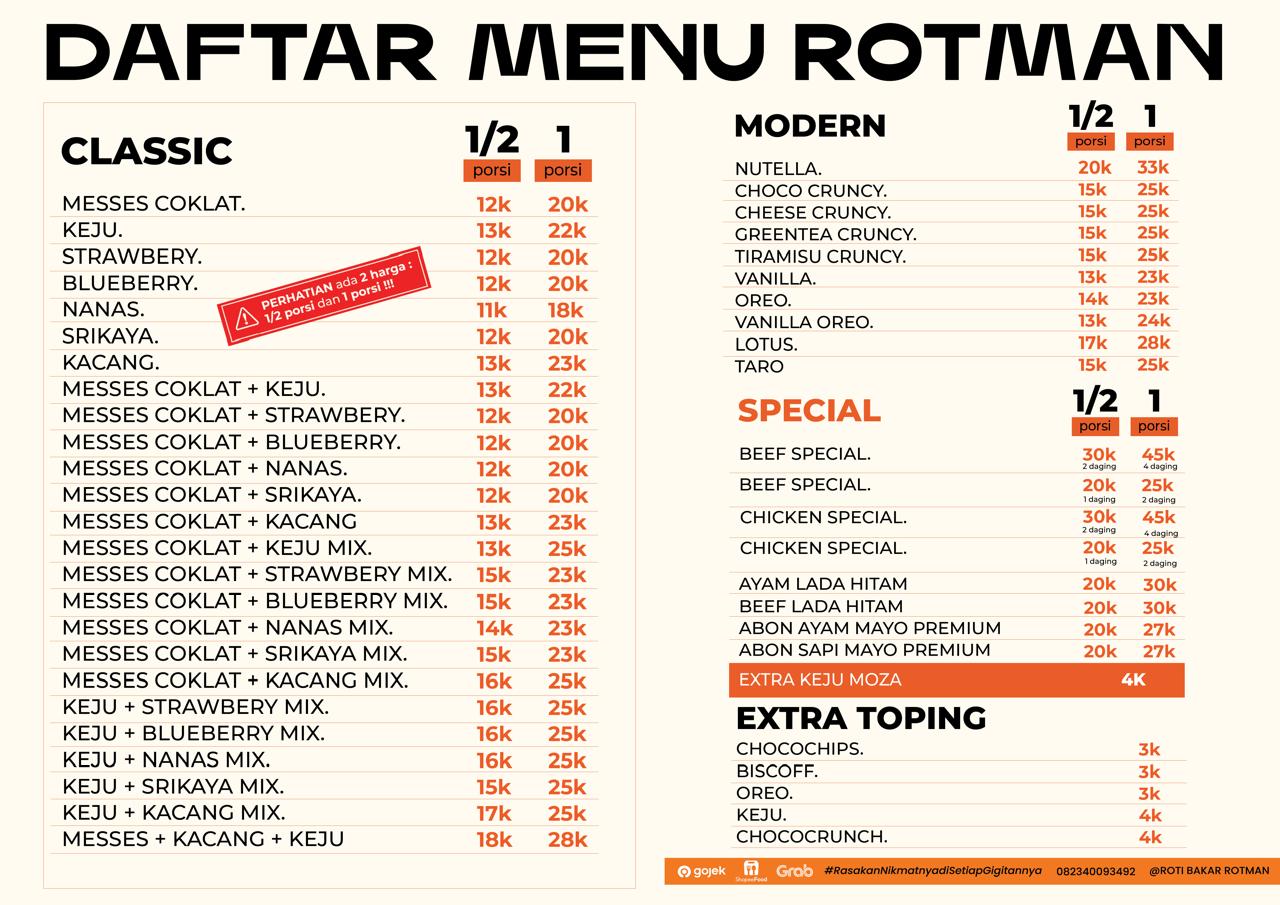 DAFTAR MENU ROTMAN
CLASSIC 1/2 porsi 1 porsi
MESSES COKLAT. 12k 20k
KEJU. 13k 22k
STRAWBERY. 12k 20k
BLUEBERRY. 12k 20k
NANAS. 11k 18k
SRIKAYA. 12k 20k
KACANG. 13k 23k
MESSES COKLAT + KEJU. 13k 22k
MESSES COKLAT + STRAWBERY. 12k 20k
MESSES COKLAT + BLUEBERRY. 12k 20k
MESSES COKLAT + NANAS. 12k 20k
MESSES COKLAT + SRIKAYA. 12k 20k
MESSES COKLAT + KACANG 13k 23k
MESSES COKLAT + KEJU MIX. 13k 25k
MESSES COKLAT + STRAWBERY MIX. 15k 23k
MESSES COKLAT + BLUEBERRY MIX. 15k 23k
MESSES COKLAT + NANAS MIX. 14k 23k
MESSES COKLAT + SRIKAYA MIX. 15k 23k
MESSES COKLAT + KACANG MIX. 16k 25k
KEJU + STRAWBERY MIX. 16k 25k
KEJU + BLUEBERRY MIX. 16k 25k
KEJU + NANAS MIX. 16k 25k
KEJU + SRIKAYA MIX. 15k 25k
KEJU + KACANG MIX. 17k 25k
MESSES + KACANG + KEJU 18k 28k
PERHATIAN ada 2 harga :
1/2 porsi dan 1 porsi !!!
MODERN 1/2 porsi 1 porsi
NUTELLA. 20k 33k
CHOCO CRUNCY. 15k 25k
CHEESE CRUNCY. 15k 25k
GREENTEA CRUNCY. 15k 25k
TIRAMISU CRUNCY. 15k 25k
VANILLA. 13k 23k
OREO. 14k 23k
VANILLA OREO. 13k 24k
LOTUS. 17k 28k
TARO 15k 25k
SPECIAL 1/2 porsi 1 porsi
BEEF SPECIAL. 30k 45k
2 daging 4 daging
BEEF SPECIAL. 20k 25k
1 daging 2 daging
CHICKEN SPECIAL. 30k 45k
2 daging 4 daging
CHICKEN SPECIAL. 20k 25k
1 daging 2 daging
AYAM LADA HITAM 20k 30k
BEEF LADA HITAM 20k 30k
ABON AYAM MAYO PREMIUM 20k 27k
ABON SAPI MAYO PREMIUM 20k 27k
EXTRA KEJU MOZA 4K
EXTRA TOPING
CHOCOCHIPS. 3k
BISCOFF. 3k
OREO. 3k
KEJU. 4k
CHOCOCRUNCH. 4k
gojek ShopeeFood Grab #RasakanNikmatnyadiSetiapGigitannya 082340093492 @ROTI BAKAR ROTMAN